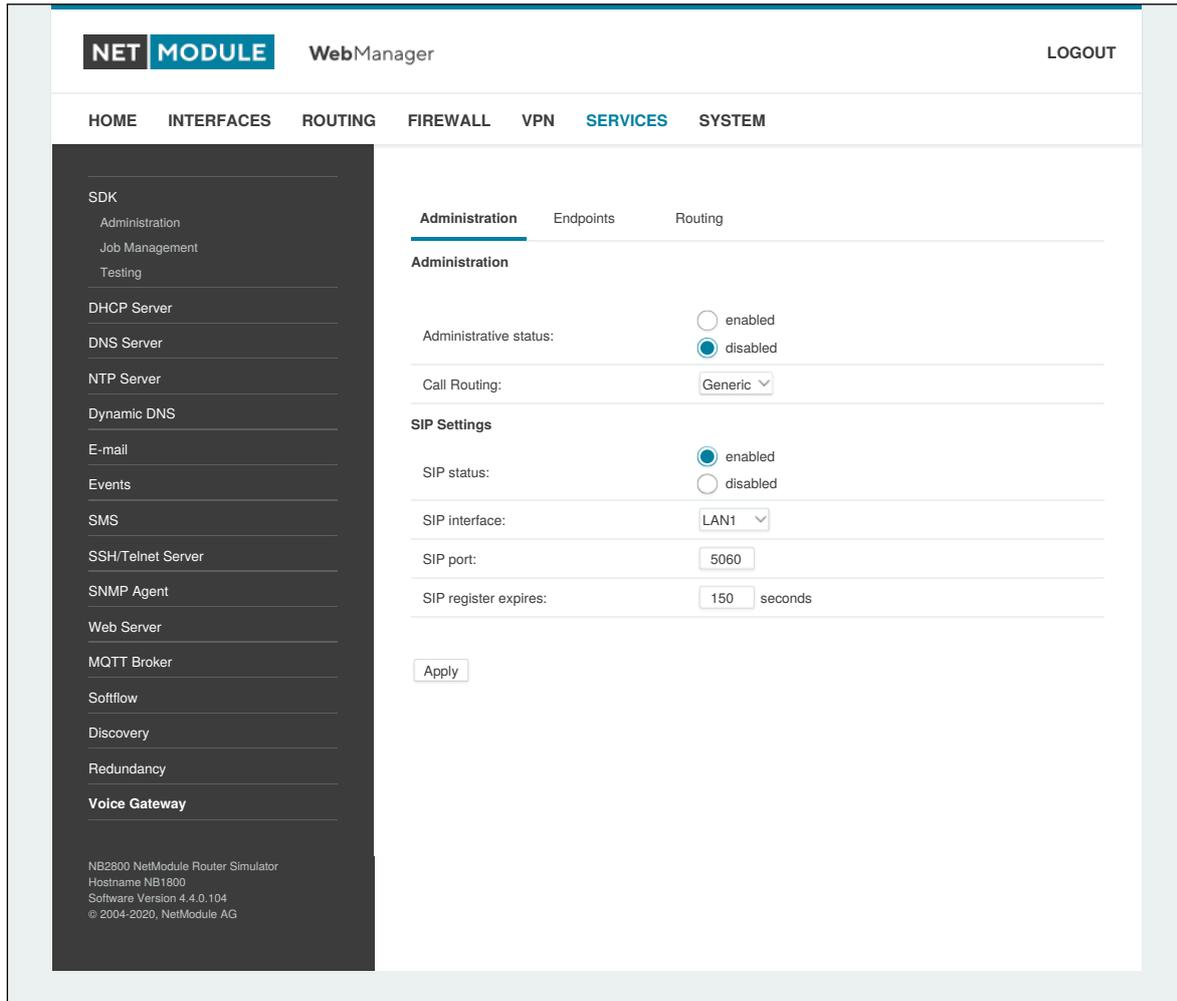 NET MODULE WebManager LOGOUT
HOME INTERFACES ROUTING FIREWALL VPN SERVICES SYSTEM
SDK
Administration
Job Management
Testing
DHCP Server
DNS Server
NTP Server
Dynamic DNS
E-mail
Events
SMS
SSH/Telnet Server
SNMP Agent
Web Server
MQTT Broker
Softflow
Discovery
Redundancy
Voice Gateway
NB2800 NetModule Router Simulator
Hostname NB1800
Software Version 4.4.0.104
© 2004-2020, NetModule AG
Administration Endpoints Routing
Administration
Administrative status:
enabled
disabled
Call Routing: Generic
SIP Settings
SIP status:
enabled
disabled
SIP interface: LAN1
SIP port: 5060
SIP register expires: 150 seconds
Apply